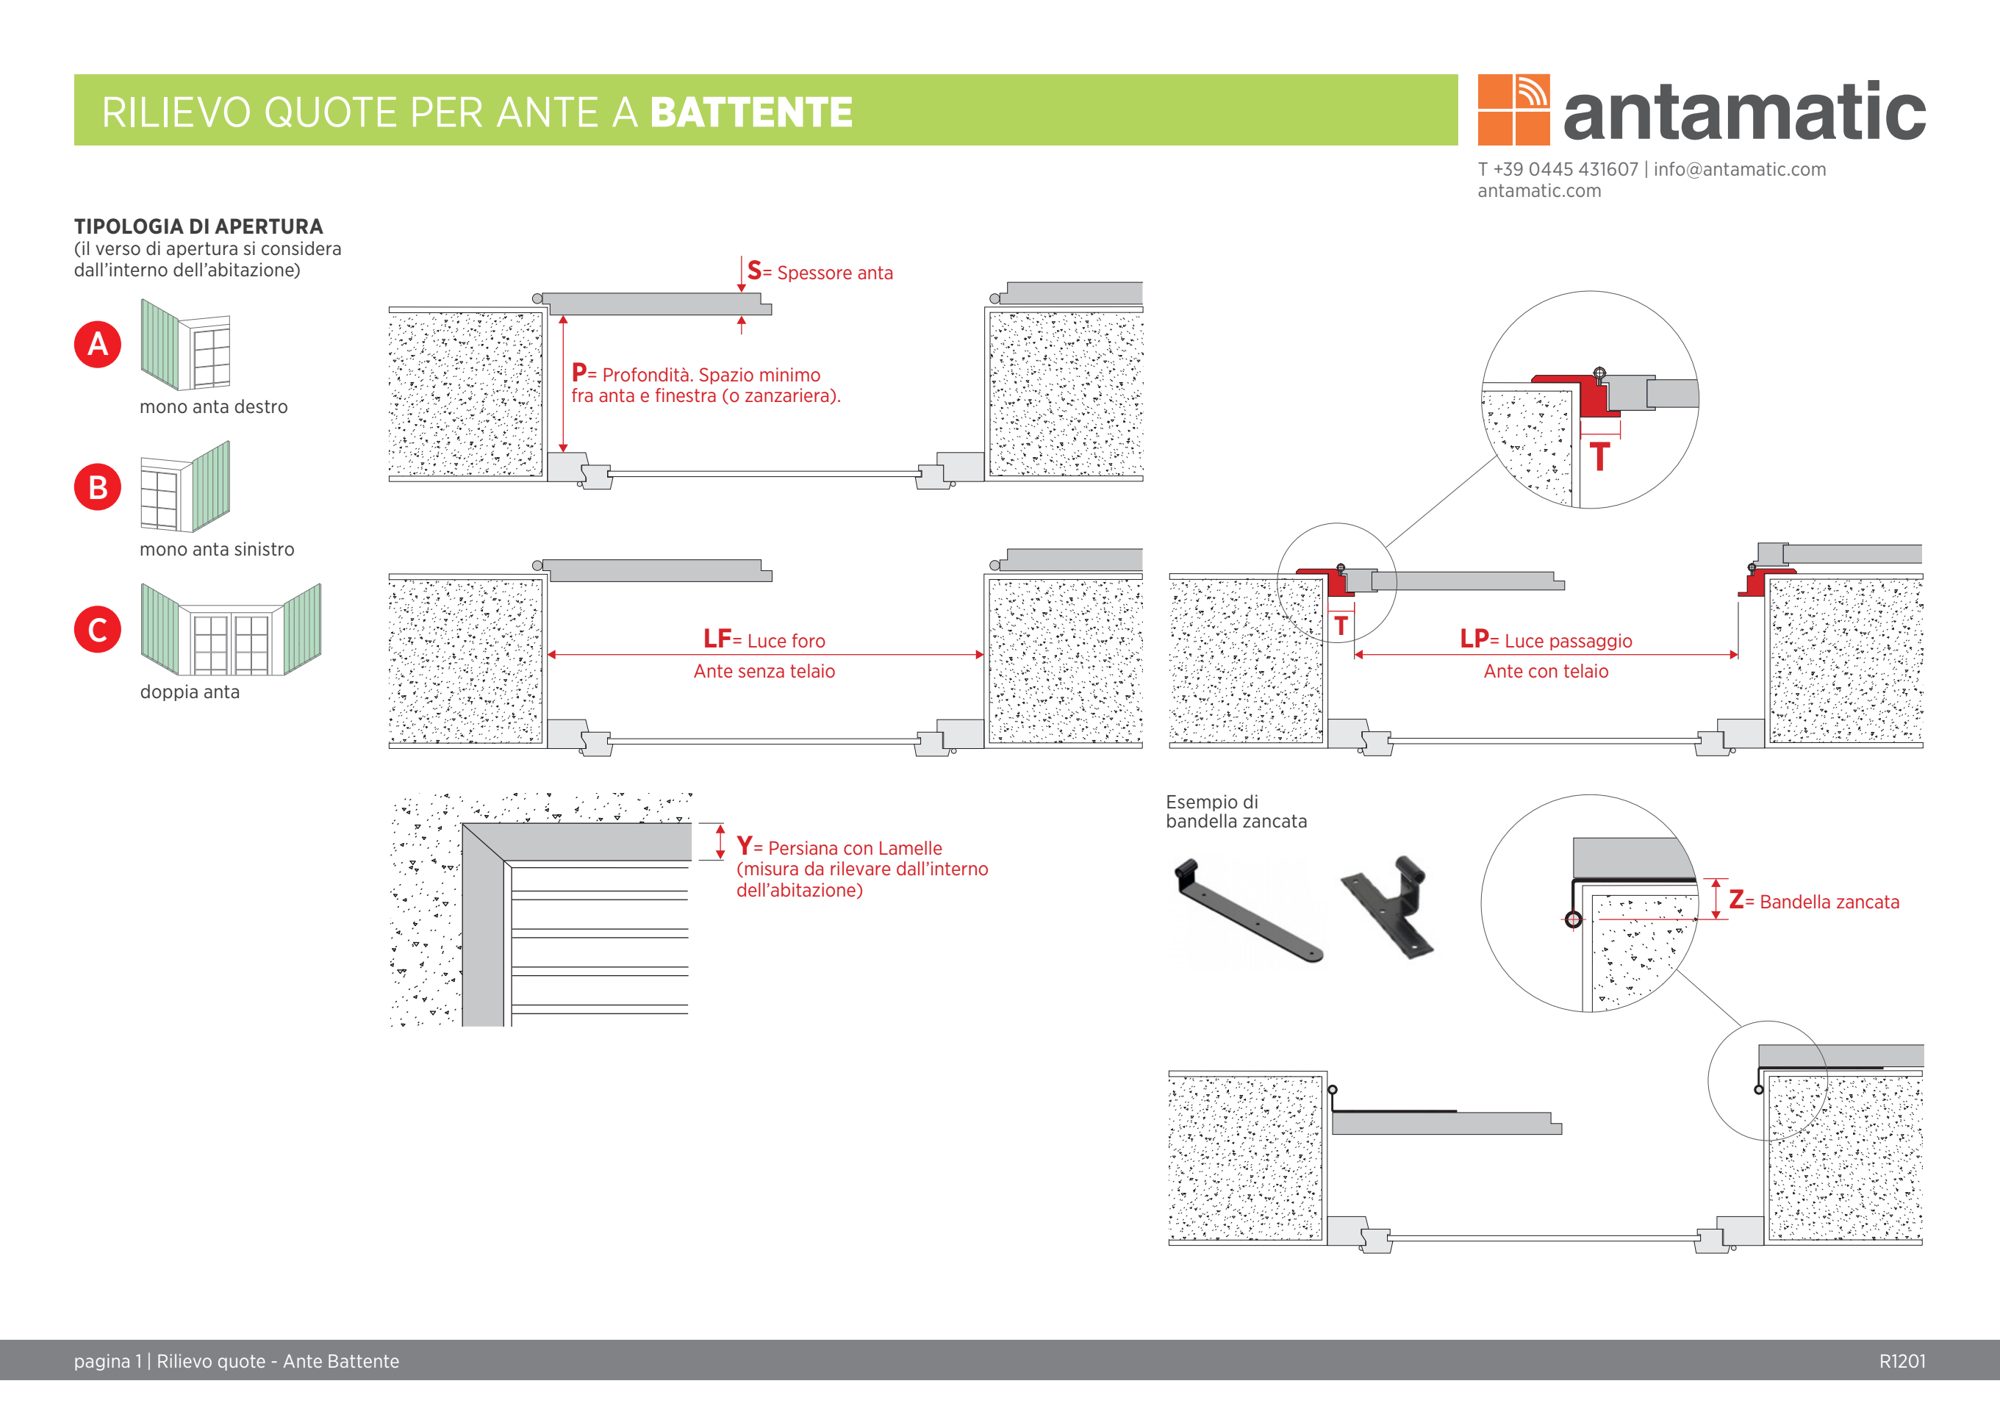 RILIEVO QUOTE PER ANTE A BATTENTE
antamatic
T +39 0445 431607 | info@antamatic.com
antamatic.com
TIPOLOGIA DI APERTURA
(il verso di apertura si considera
dall'interno dell'abitazione)
A
mono anta destro
B
mono anta sinistro
C
doppia anta
S= Spessore anta
P= Profondità. Spazio minimo
fra anta e finestra (o zanzariera).
LF= Luce foro
Ante senza telaio
T
T
LP= Luce passaggio
Ante con telaio
Y= Persiana con Lamelle
(misura da rilevare dall'interno
dell'abitazione)
Esempio di
bandella zancata
Z= Bandella zancata
pagina 1 | Rilievo quote - Ante Battente
R1201